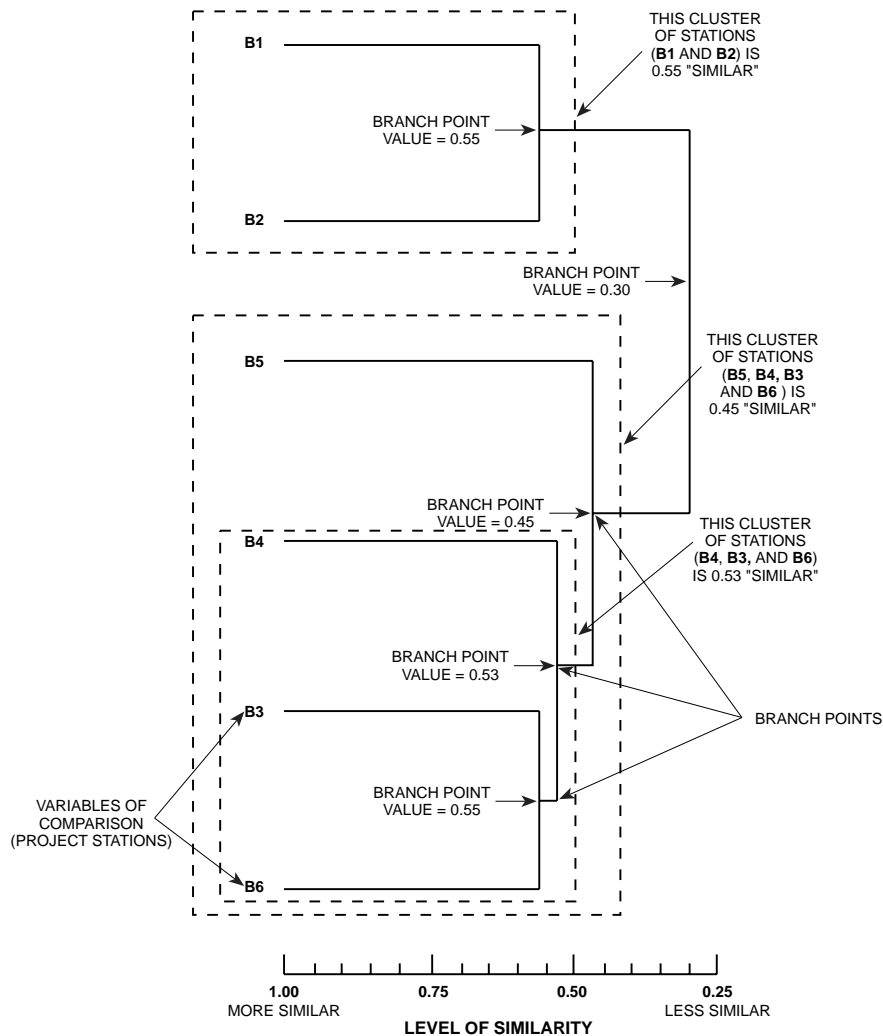 B1
THIS CLUSTER
OF STATIONS
(B1 AND B2) IS
0.55 "SIMILAR"
BRANCH POINT
VALUE = 0.55
B2
BRANCH POINT
VALUE = 0.30
THIS CLUSTER
OF STATIONS
(B5, B4, B3
AND B6 ) IS
0.45 "SIMILAR"
B5
BRANCH POINT
VALUE = 0.45
THIS CLUSTER
OF STATIONS
(B4, B3, AND B6)
IS 0.53 "SIMILAR"
B4
BRANCH POINT
VALUE = 0.53
B3
BRANCH POINTS
BRANCH POINT
VALUE = 0.55
VARIABLES OF
COMPARISON
(PROJECT STATIONS)
B6
1.00 0.75 0.50 0.25
MORE SIMILAR LESS SIMILAR
LEVEL OF SIMILARITY